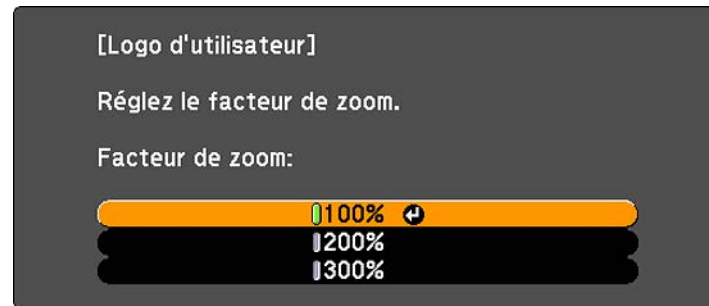 [Logo d'utilisateur]
Réglez le facteur de zoom.
Facteur de zoom:
100%
200%
300%